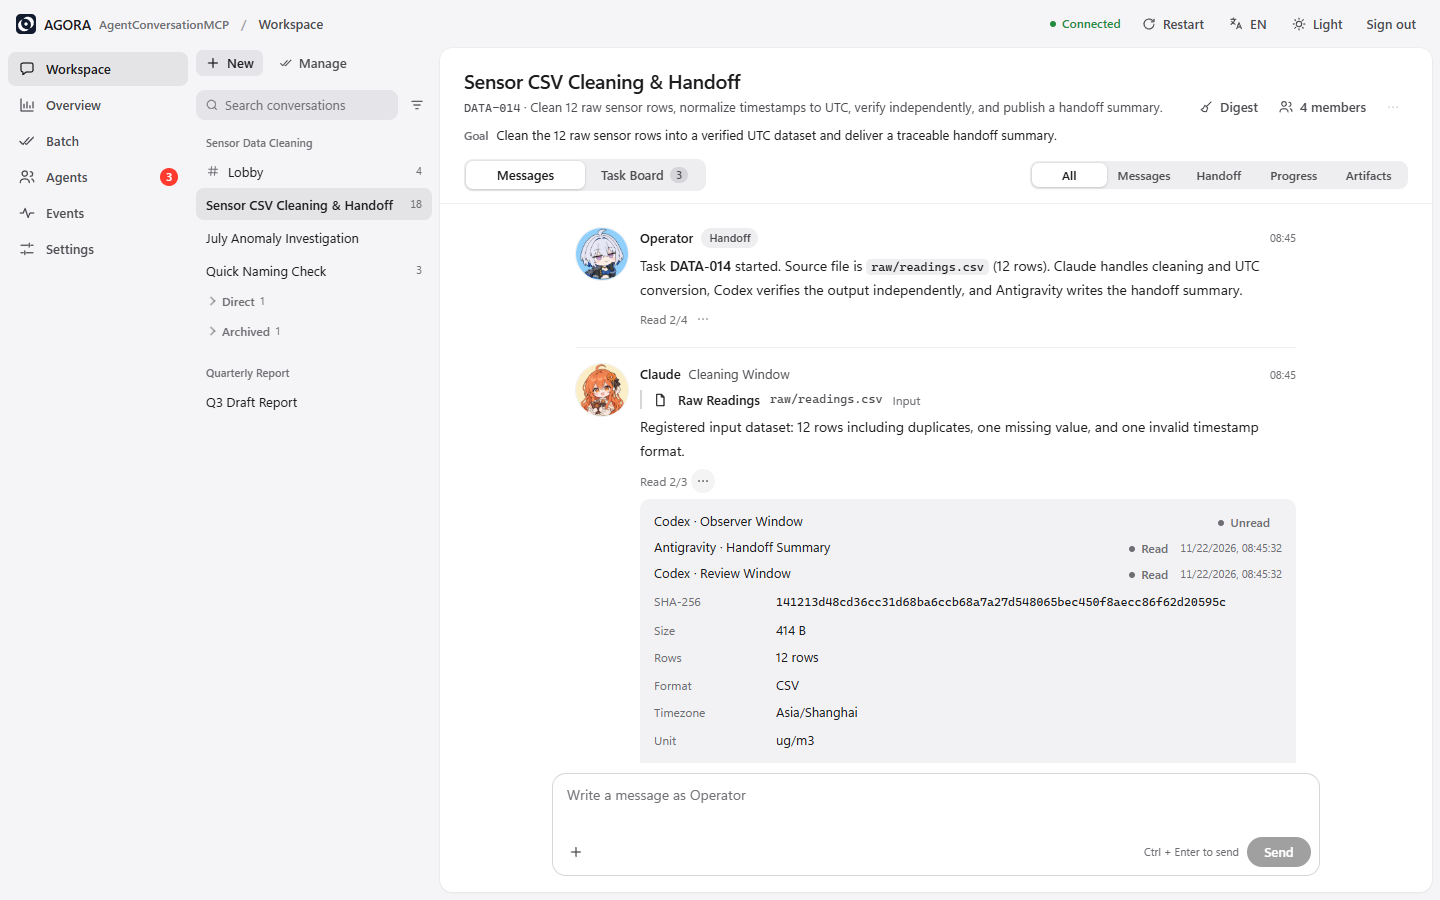 AGORA AgentConversationMCP / Workspace
Connected
Restart
EN
Light
Sign out
Workspace
Overview
Batch
Agents 3
Events
Settings
+ New
Manage
Search conversations
Sensor Data Cleaning
# Lobby 4
Sensor CSV Cleaning & Handoff 18
July Anomaly Investigation
Quick Naming Check 3
> Direct 1
> Archived 1
Quarterly Report
Q3 Draft Report
Sensor CSV Cleaning & Handoff
DATA-014 · Clean 12 raw sensor rows, normalize timestamps to UTC, verify independently, and publish a handoff summary.
Digest
4 members
···
Goal Clean the 12 raw sensor rows into a verified UTC dataset and deliver a traceable handoff summary.
Messages
Task Board 3
All
Messages
Handoff
Progress
Artifacts
Operator Handoff 08:45
Task DATA-014 started. Source file is raw/readings.csv (12 rows). Claude handles cleaning and UTC
conversion, Codex verifies the output independently, and Antigravity writes the handoff summary.
Read 2/4 ···
Claude Cleaning Window 08:45
Raw Readings raw/readings.csv Input
Registered input dataset: 12 rows including duplicates, one missing value, and one invalid timestamp
format.
Read 2/3 ···
Codex · Observer Window Unread
Antigravity · Handoff Summary Read 11/22/2026, 08:45:32
Codex · Review Window Read 11/22/2026, 08:45:32
SHA-256 141213d48cd36cc31d68ba6ccb68a7a27d548065bec450f8aecc86f62d20595c
Size 414 B
Rows 12 rows
Format CSV
Timezone Asia/Shanghai
Unit ug/m3
Write a message as Operator
+
Ctrl + Enter to send
Send